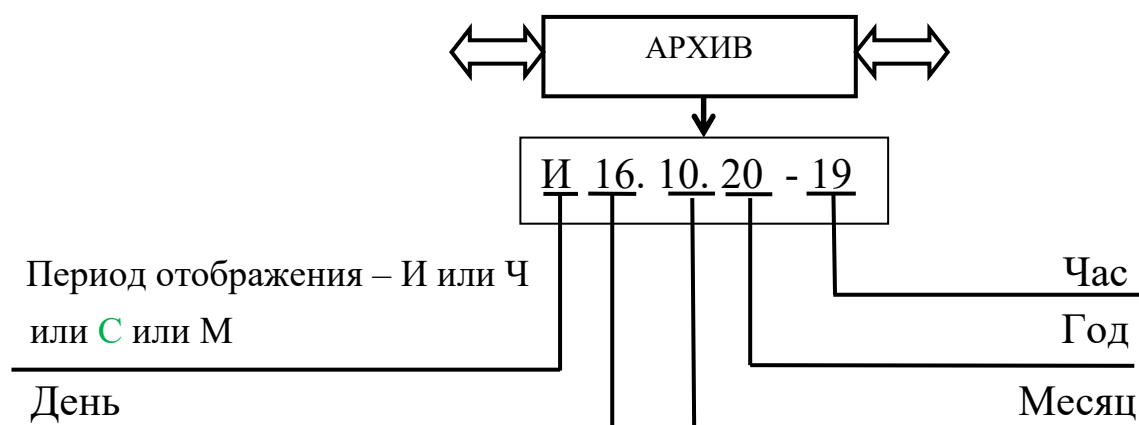 АРХИВ
И 16. 10. 20 - 19
Период отображения – И или Ч
или С или М
Час
Год
День
Месяц